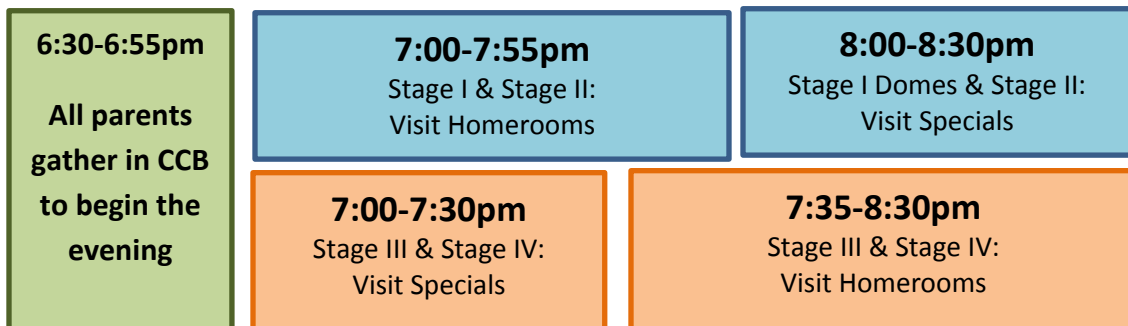 6:30-6:55pm
All parents
gather in CCB
to begin the
evening
7:00-7:55pm
Stage I & Stage II:
Visit Homerooms
8:00-8:30pm
Stage I Domes & Stage II:
Visit Specials
7:00-7:30pm
Stage III & Stage IV:
Visit Specials
7:35-8:30pm
Stage III & Stage IV:
Visit Homerooms